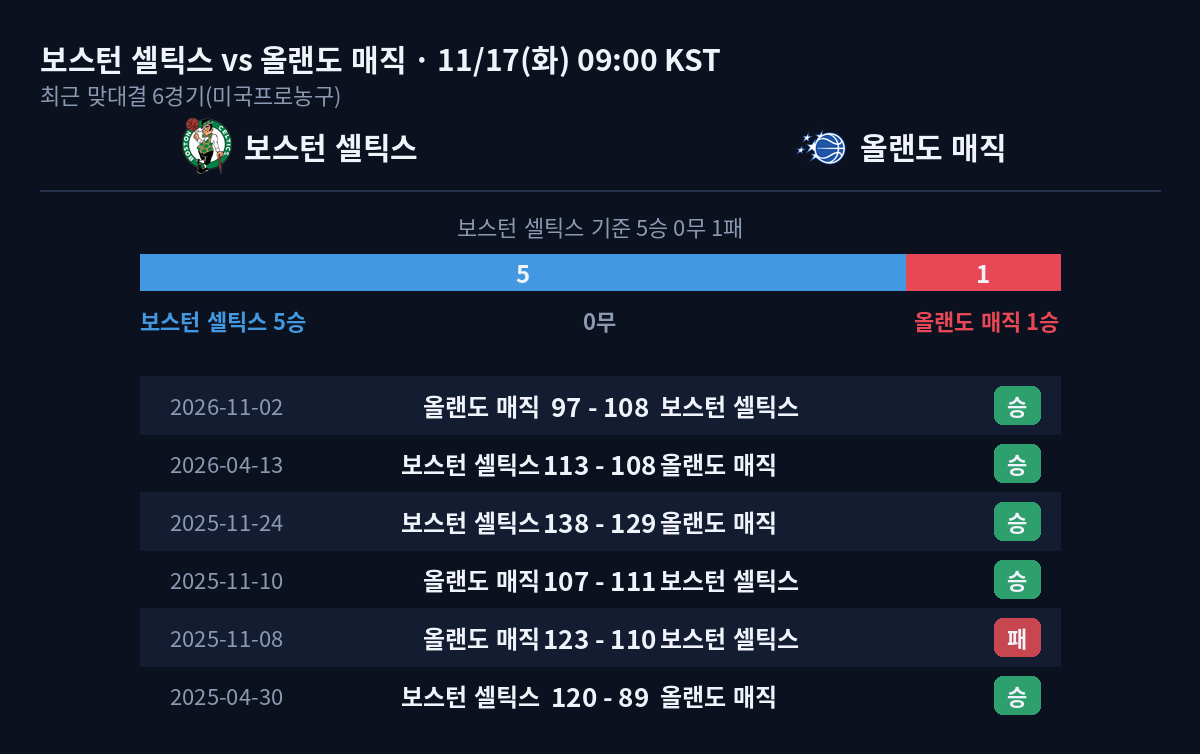 보스턴 셀틱스 vs 올랜도 매직 · 11/17(화) 09:00 KST
최근 맞대결 6경기(미국프로농구)
BOSTON CELTICS 보스턴 셀틱스 올랜도 매직
보스턴 셀틱스 기준 5승 0무 1패
5 1
보스턴 셀틱스 5승 0무 올랜도 매직 1승
2026-11-02 올랜도 매직 97 - 108 보스턴 셀틱스 승
2026-04-13 보스턴 셀틱스 113 - 108 올랜도 매직 승
2025-11-24 보스턴 셀틱스 138 - 129 올랜도 매직 승
2025-11-10 올랜도 매직 107 - 111 보스턴 셀틱스 승
2025-11-08 올랜도 매직 123 - 110 보스턴 셀틱스 패
2025-04-30 보스턴 셀틱스 120 - 89 올랜도 매직 승